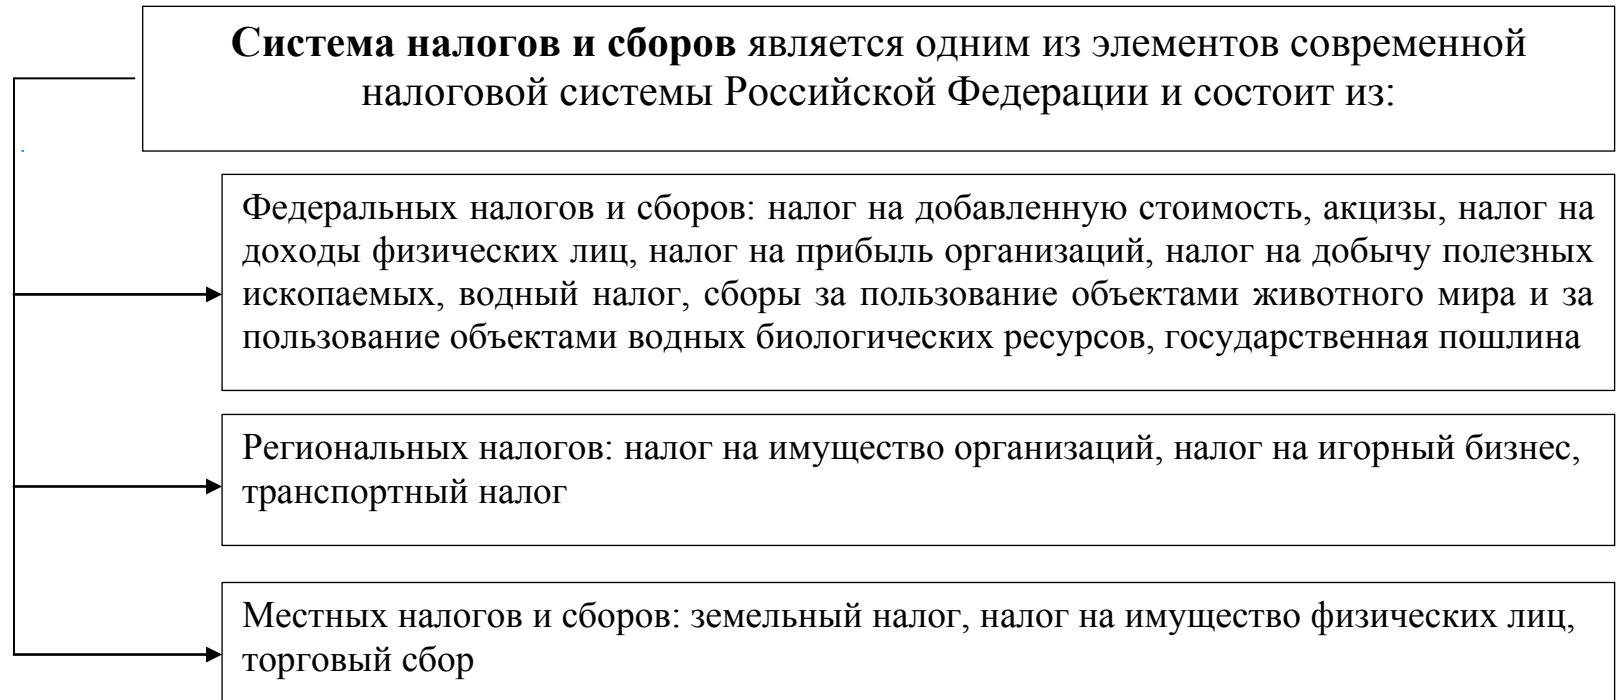 Система налогов и сборов является одним из элементов современной
налоговой системы Российской Федерации и состоит из:
Федеральных налогов и сборов: налог на добавленную стоимость, акцизы, налог на
доходы физических лиц, налог на прибыль организаций, налог на добычу полезных
ископаемых, водный налог, сборы за пользование объектами животного мира и за
пользование объектами водных биологических ресурсов, государственная пошлина
Региональных налогов: налог на имущество организаций, налог на игорный бизнес,
транспортный налог
Местных налогов и сборов: земельный налог, налог на имущество физических лиц,
торговый сбор